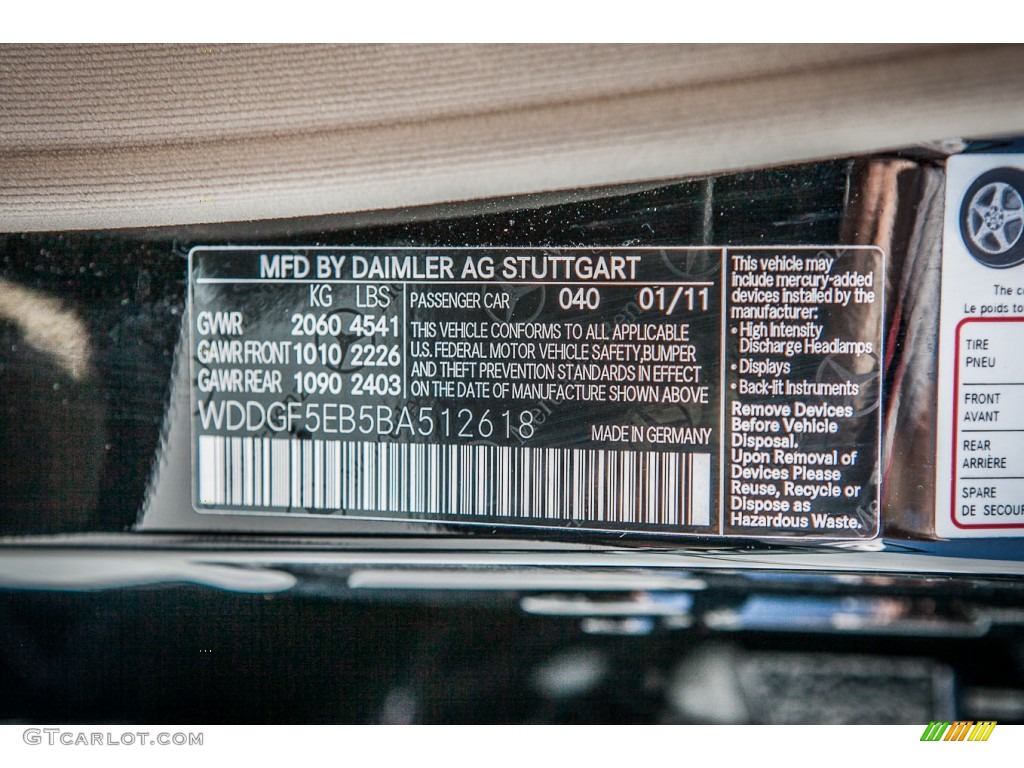 MFD BY DAIMLER AG STUTTGART
KG LBS
GVWR 2060 4541
GAWR FRONT 1010 2226
GAWR REAR 1090 2403
PASSENGER CAR 040 01/11
THIS VEHICLE CONFORMS TO ALL APPLICABLE
U.S. FEDERAL MOTOR VEHICLE SAFETY,BUMPER
AND THEFT PREVENTION STANDARDS IN EFFECT
ON THE DATE OF MANUFACTURE SHOWN ABOVE
WDDGF5EB5BA512618
MADE IN GERMANY
This vehicle may
include mercury-added
devices installed by the
manufacturer:
• High Intensity
Discharge Headlamps
• Displays
• Back-lit Instruments
Remove Devices
Before Vehicle
Disposal.
Upon Removal of
Devices Please
Reuse, Recycle or
Dispose as
Hazardous Waste.
The
Le poids
TIRE
PNEU
FRONT
AVANT
REAR
ARRIÈRE
SPARE
DE
GTCARLOT.COM